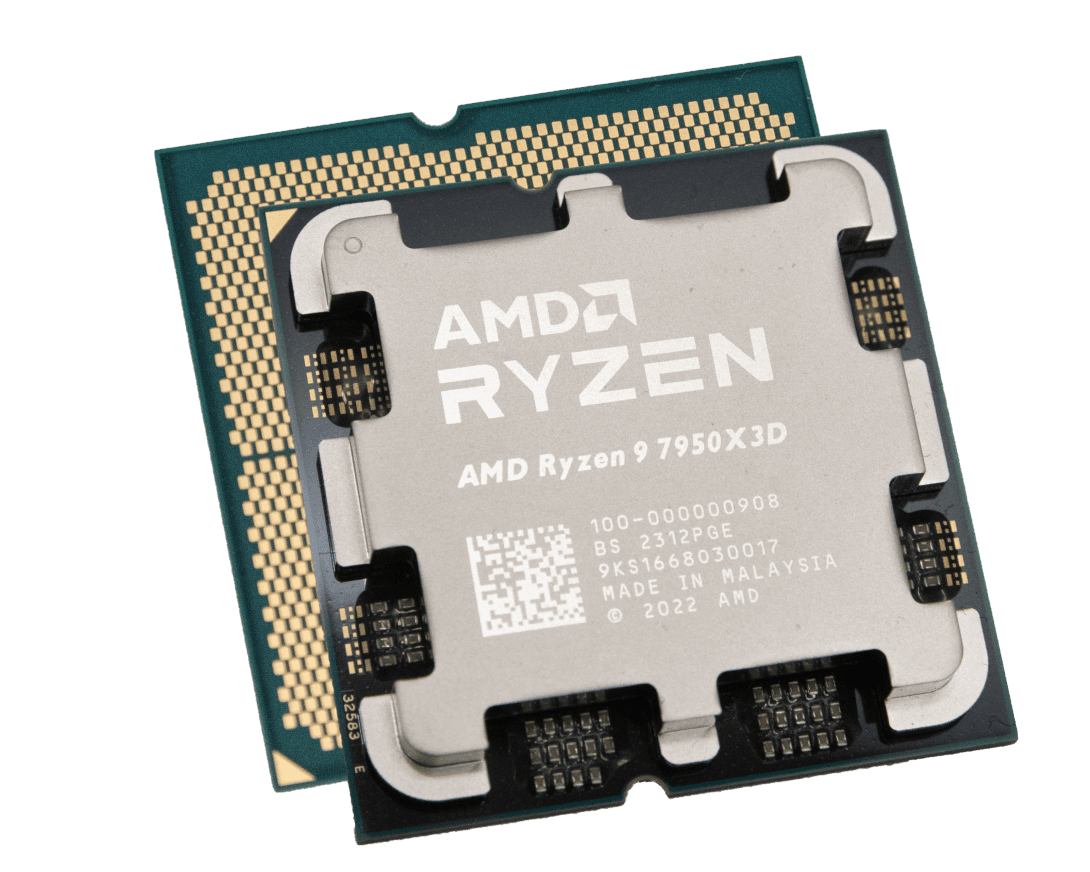 AMD
RYZEN
AMD Ryzen 9 7950X3D
100-000000908
BS 2312PGE
9KS1668030017
MADE IN MALAYSIA
© 2022 AMD
32583 E